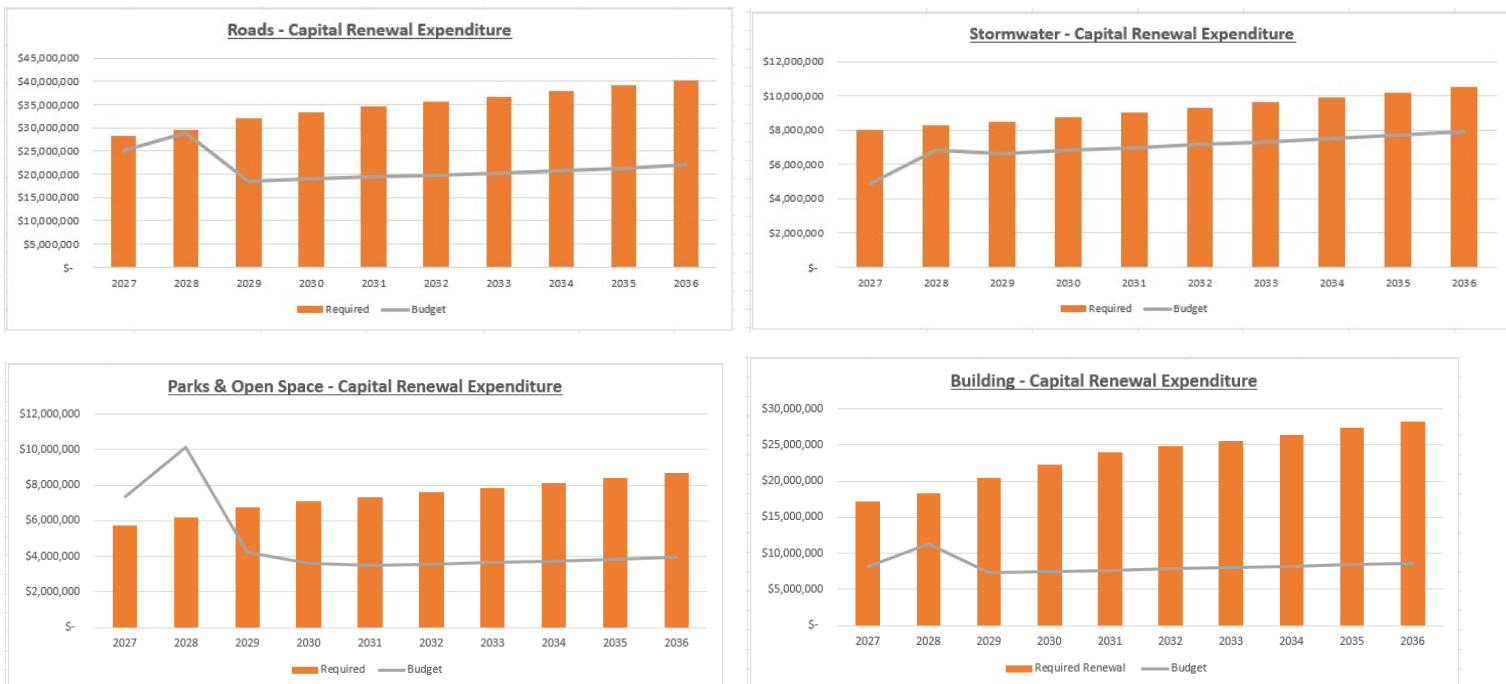 Roads - Capital Renewal Expenditure
$45,000,000
$40,000,000
$35,000,000
$30,000,000
$25,000,000
$20,000,000
$15,000,000
$10,000,000
$5,000,000
$-
2027 2028 2029 2030 2031 2032 2033 2034 2035 2036
Required Budget
Stormwater - Capital Renewal Expenditure
$12,000,000
$10,000,000
$8,000,000
$6,000,000
$4,000,000
$2,000,000
$-
2027 2028 2029 2030 2031 2032 2033 2034 2035 2036
Required Budget
Parks & Open Space - Capital Renewal Expenditure
$12,000,000
$10,000,000
$8,000,000
$6,000,000
$4,000,000
$2,000,000
$-
2027 2028 2029 2030 2031 2032 2033 2034 2035 2036
Required Budget
Building - Capital Renewal Expenditure
$30,000,000
$25,000,000
$20,000,000
$15,000,000
$10,000,000
$5,000,000
$-
2027 2028 2029 2030 2031 2032 2033 2034 2035 2036
Required Renewal Budget